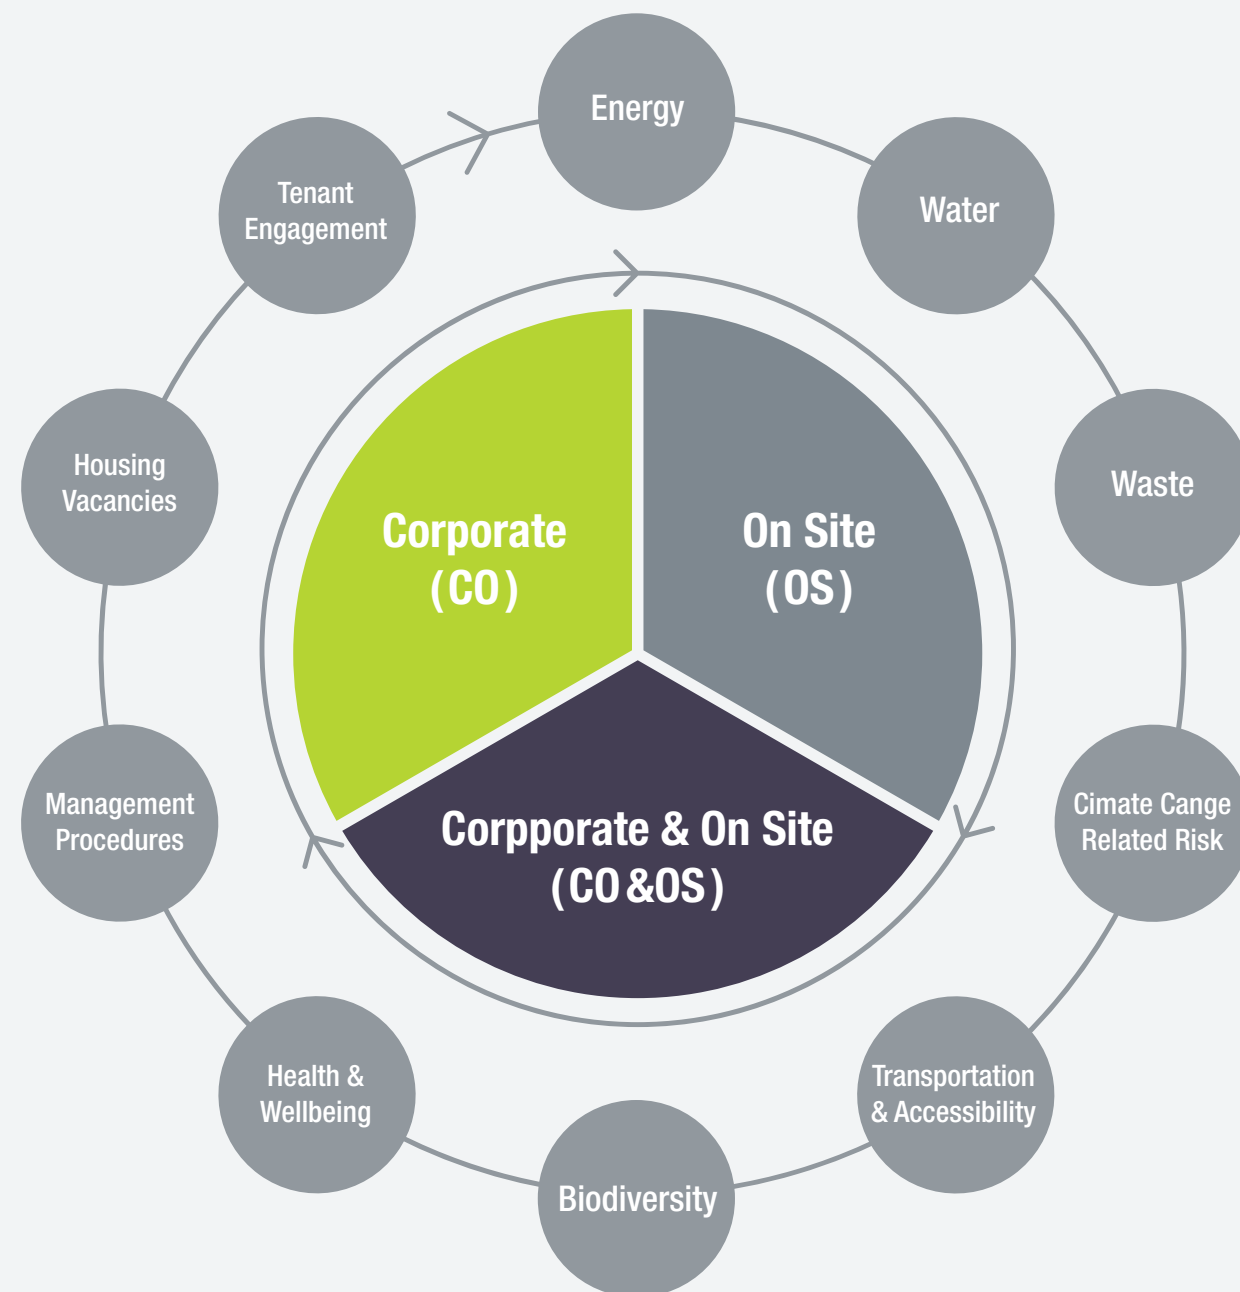 Energy
Water
Waste
Cimate Cange
Related Risk
Transportation
& Accessibility
Biodiversity
Health &
Wellbeing
Management
Procedures
Housing
Vacancies
Tenant
Engagement
Corporate
(CO)
On Site
(OS)
Corpporate & On Site
(CO&OS)